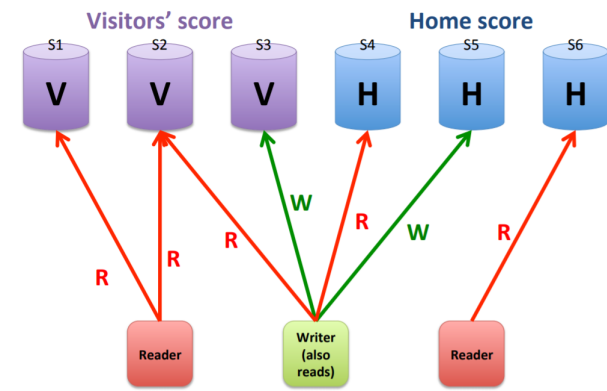 Visitors’ score Home score
S1 S2 S3 S4 S5 S6
V V V H H H
W R W
R R R R
Reader
Writer
(also
reads)
Reader